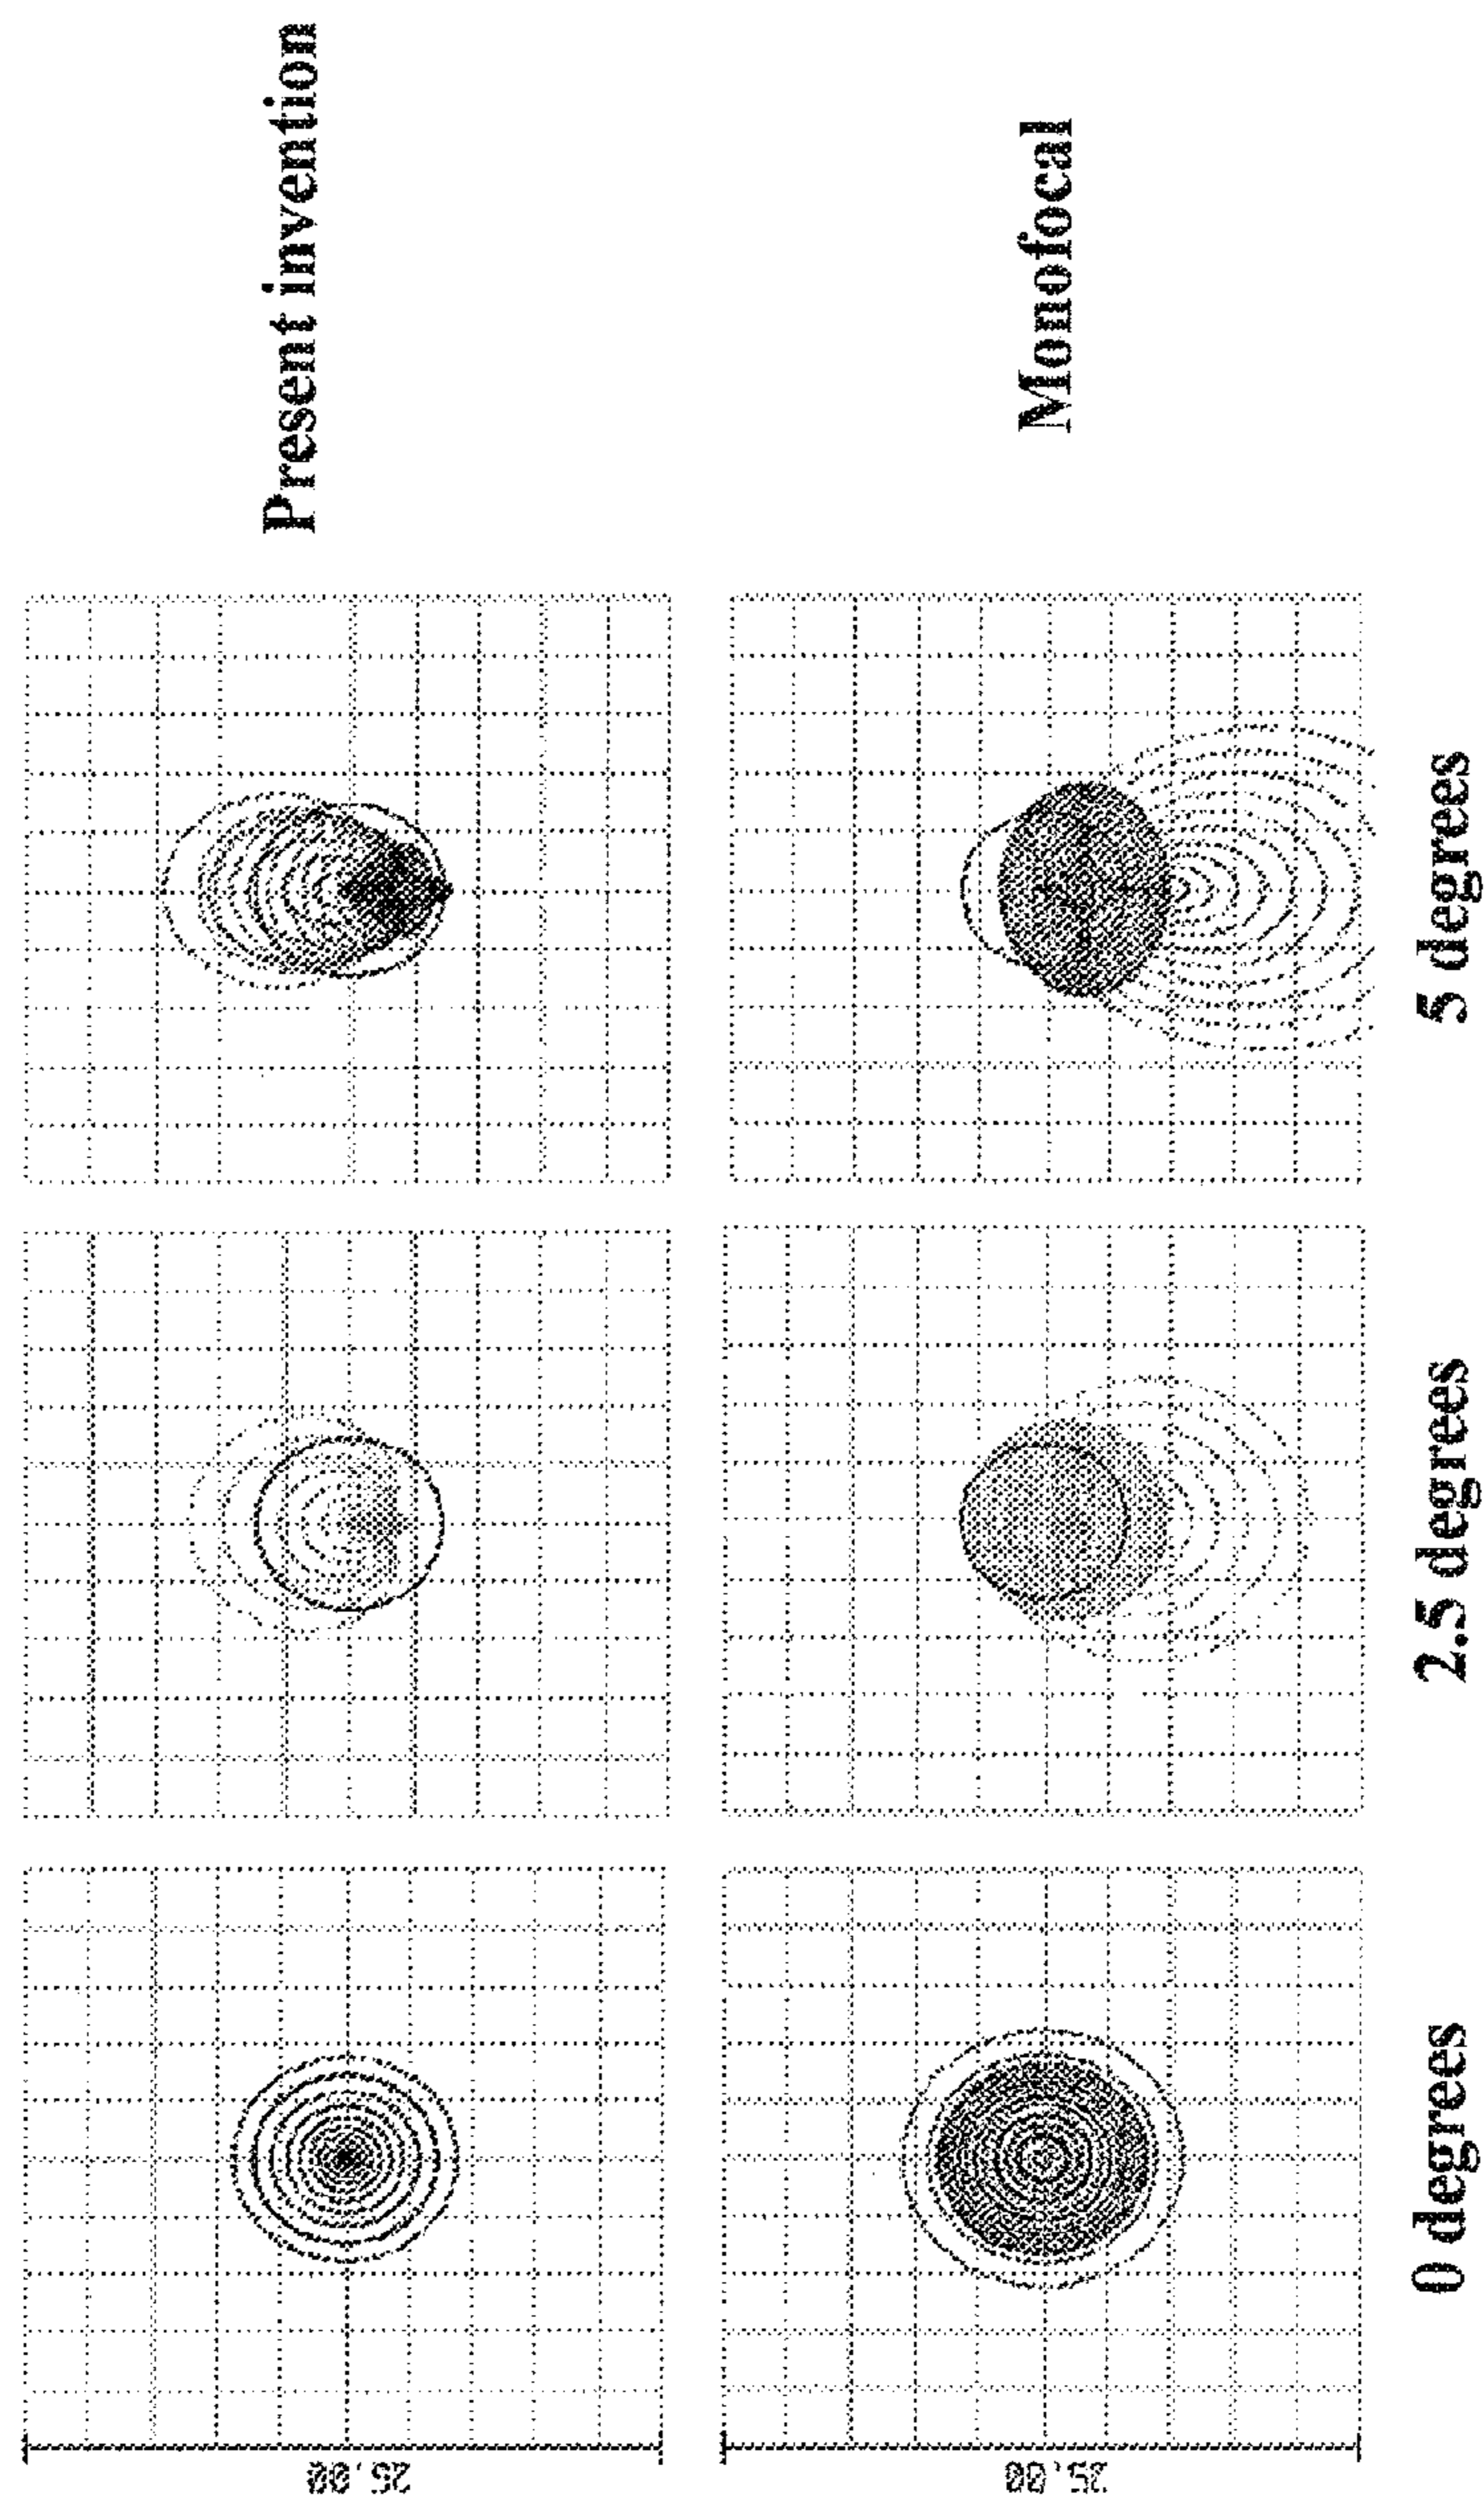 25.00
Present invention
25.00
Monofocal
0 degrees
2.5 degrees
5 degrees